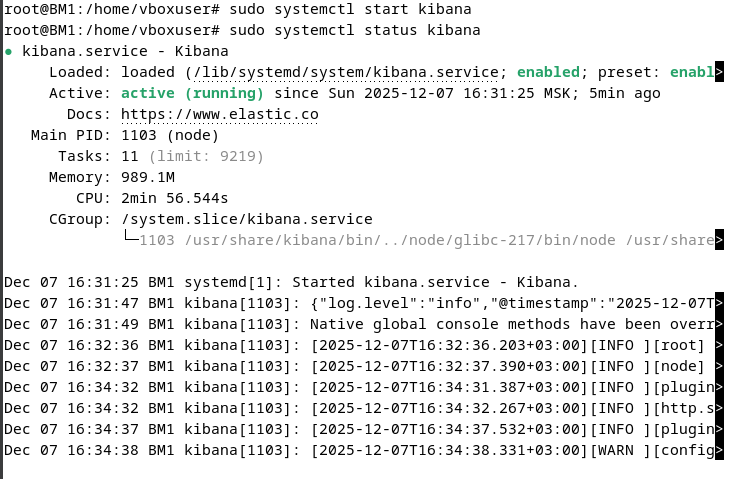 root@BM1:/home/vboxuser# sudo systemctl start kibana
root@BM1:/home/vboxuser# sudo systemctl status kibana
● kibana.service - Kibana
     Loaded: loaded (/lib/systemd/system/kibana.service; enabled; preset: enabl>
     Active: active (running) since Sun 2025-12-07 16:31:25 MSK; 5min ago
       Docs: https://www.elastic.co
   Main PID: 1103 (node)
      Tasks: 11 (limit: 9219)
     Memory: 989.1M
        CPU: 2min 56.544s
     CGroup: /system.slice/kibana.service
             └─1103 /usr/share/kibana/bin/../node/glibc-217/bin/node /usr/share>
Dec 07 16:31:25 BM1 systemd[1]: Started kibana.service - Kibana.
Dec 07 16:31:47 BM1 kibana[1103]: {"log.level":"info","@timestamp":"2025-12-07T>
Dec 07 16:31:49 BM1 kibana[1103]: Native global console methods have been overr>
Dec 07 16:32:36 BM1 kibana[1103]: [2025-12-07T16:32:36.203+03:00][INFO ][root] >
Dec 07 16:32:37 BM1 kibana[1103]: [2025-12-07T16:32:37.390+03:00][INFO ][node] >
Dec 07 16:34:32 BM1 kibana[1103]: [2025-12-07T16:34:31.387+03:00][INFO ][plugin>
Dec 07 16:34:32 BM1 kibana[1103]: [2025-12-07T16:34:32.267+03:00][INFO ][http.s>
Dec 07 16:34:37 BM1 kibana[1103]: [2025-12-07T16:34:37.532+03:00][INFO ][plugin>
Dec 07 16:34:38 BM1 kibana[1103]: [2025-12-07T16:34:38.331+03:00][WARN ][config>